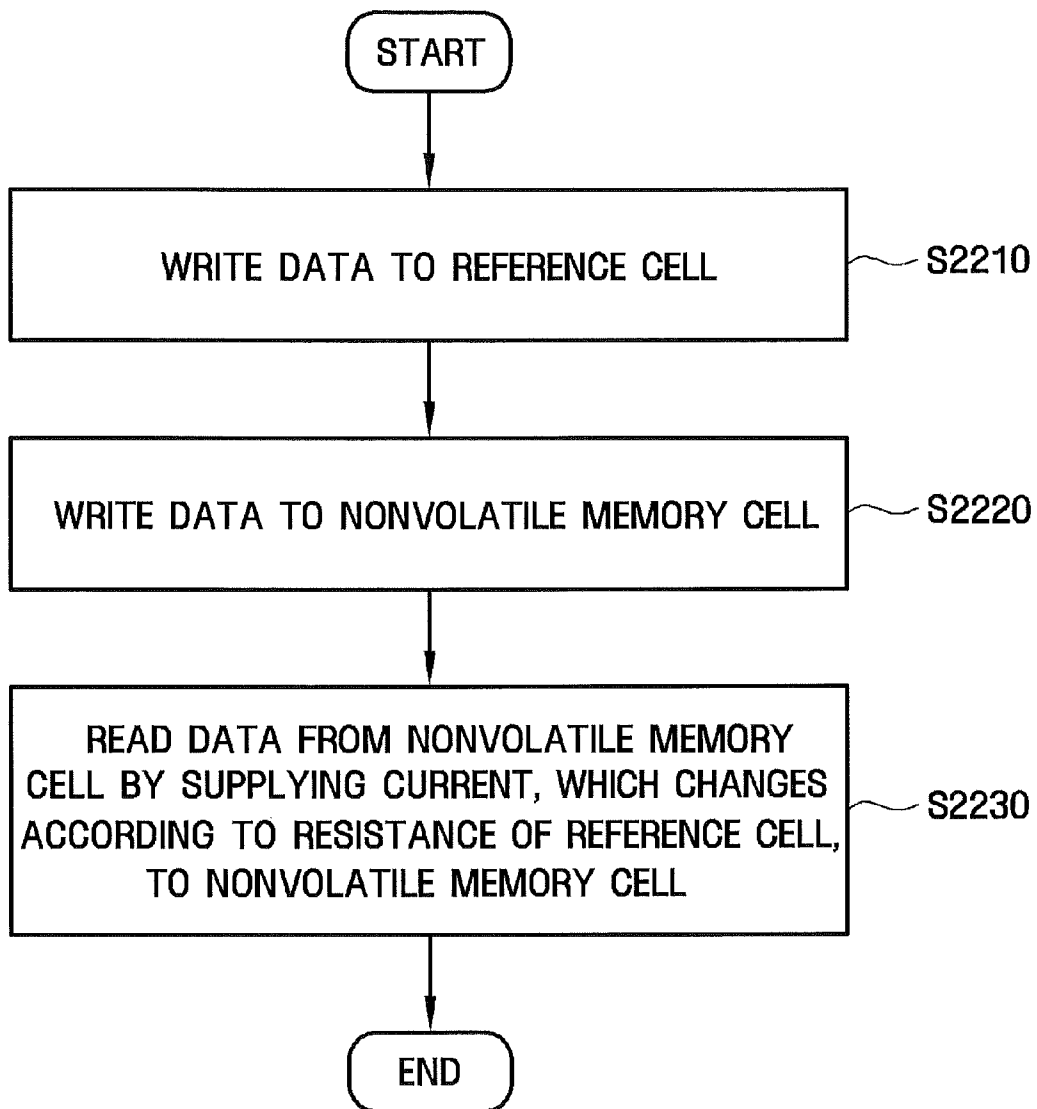 START
WRITE DATA TO REFERENCE CELL
S2210
WRITE DATA TO NONVOLATILE MEMORY CELL
S2220
READ DATA FROM NONVOLATILE MEMORY
CELL BY SUPPLYING CURRENT, WHICH CHANGES
ACCORDING TO RESISTANCE OF REFERENCE CELL,
TO NONVOLATILE MEMORY CELL
S2230
END